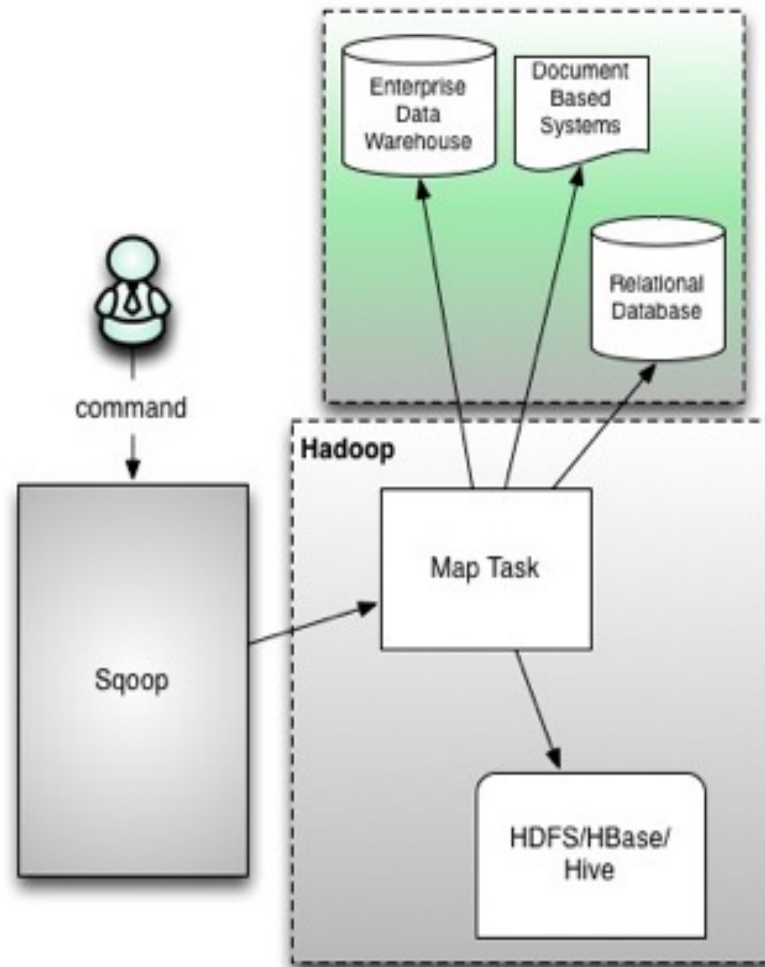 Enterprise
Data
Warehouse
Document
Based
Systems
Relational
Database
command
Hadoop
Map Task
Sqoop
HDFS/HBase/
Hive